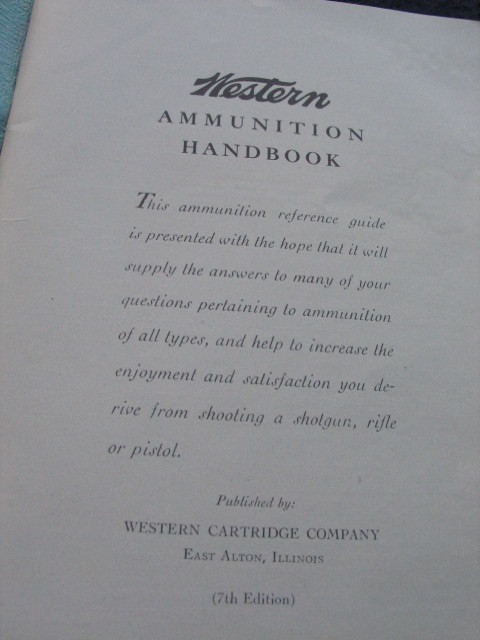 Western
AMMUNITION
HANDBOOK
This ammunition reference guide
is presented with the hope that it will
supply the answers to many of your
questions pertaining to ammunition
of all types, and help to increase the
enjoyment and satisfaction you de-
rive from shooting a shotgun, rifle
or pistol.
Published by:
WESTERN CARTRIDGE COMPANY
EAST ALTON, ILLINOIS
(7th Edition)